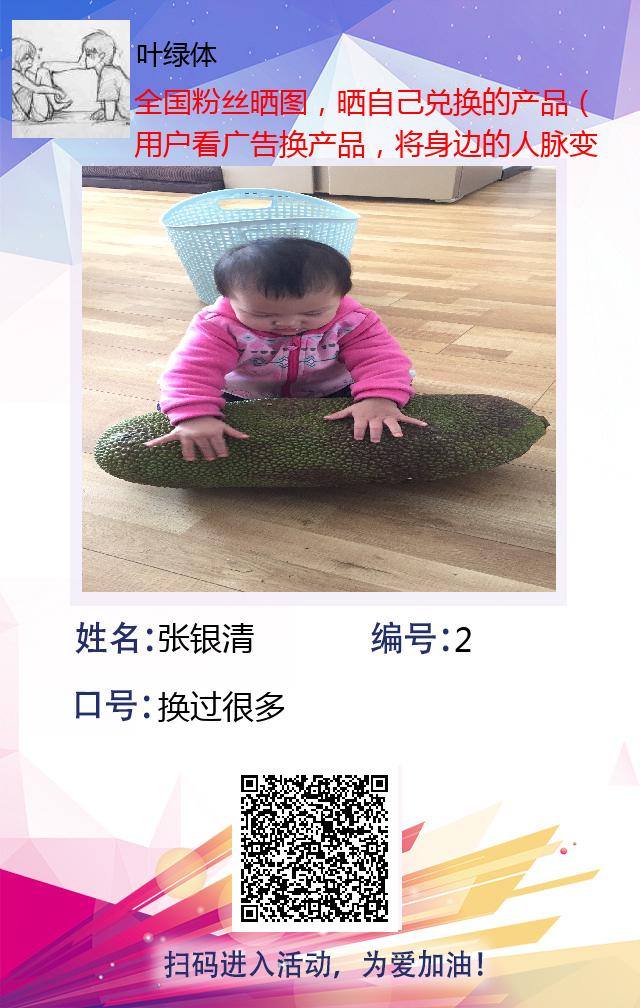 叶绿体
全国粉丝晒图，晒自己兑换的产品（
用户看广告换产品，将身边的人脉变
姓名：张银清 编号：2
口号：换过很多
扫码进入活动，为爱加油！